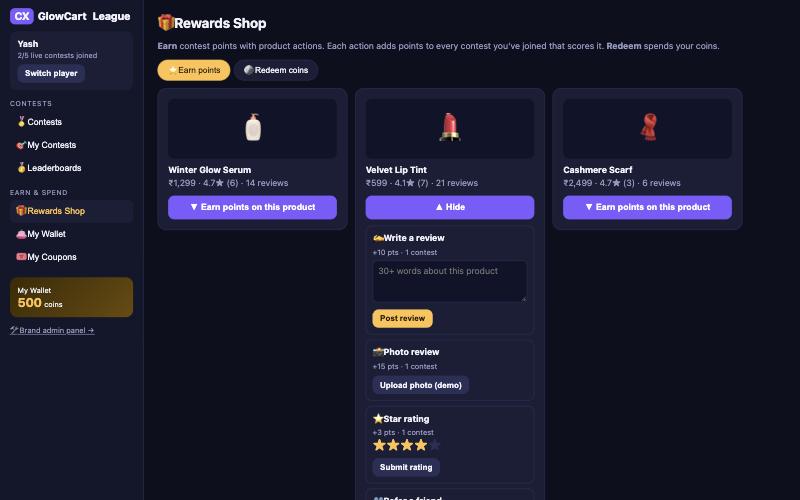 CX GlowCart League
Yash
2/5 live contests joined
Switch player
CONTESTS
Contests
My Contests
Leaderboards
EARN & SPEND
Rewards Shop
My Wallet
My Coupons
My Wallet
500 coins
Brand admin panel →
Rewards Shop
Earn contest points with product actions. Each action adds points to every contest you've joined that scores it. Redeem spends your coins.
Earn points
Redeem coins
Winter Glow Serum
₹1,299 · 4.7★ (6) · 14 reviews
▼ Earn points on this product
Velvet Lip Tint
₹599 · 4.1★ (7) · 21 reviews
▲ Hide
Write a review
+10 pts · 1 contest
30+ words about this product
Post review
Photo review
+15 pts · 1 contest
Upload photo (demo)
Star rating
+3 pts · 1 contest
Submit rating
Refer a friend
Cashmere Scarf
₹2,499 · 4.7★ (3) · 6 reviews
▼ Earn points on this product